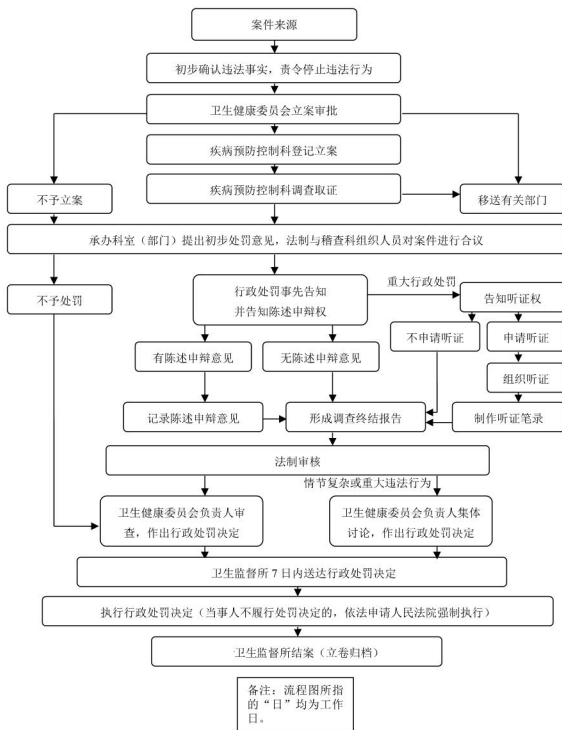 案件来源
初步确认违法事实，责令停止违法行为
卫生健康委员会立案审批
疾病预防控制科登记立案
不予立案
疾病预防控制科调查取证
移送有关部门
承办科室（部门）提出初步处罚意见，法制与稽查科组织人员对案件进行合议
不予处罚
行政处罚事先告知
并告知陈述申辩权
重大行政处罚
告知听证权
有陈述申辩意见
无陈述申辩意见
不申请听证
申请听证
组织听证
记录陈述申辩意见
形成调查终结报告
制作听证笔录
法制审核
情节复杂或重大违法行为
卫生健康委员会负责人审
查，作出行政处罚决定
卫生健康委员会负责人集体
讨论，作出行政处罚决定
卫生监督所 7 日内送达行政处罚决定
执行行政处罚决定（当事人不履行处罚决定的，依法申请人民法院强制执行）
卫生监督所结案（立卷归档）
备注：流程图所指
的“日”均为工作
日。